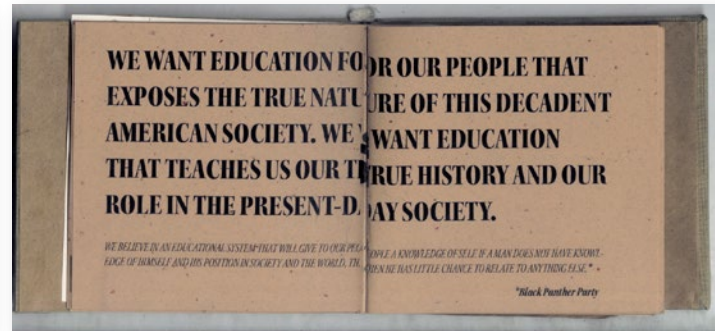 WE WANT EDUCATION FOR OUR PEOPLE THAT
EXPOSES THE TRUE NATURE OF THIS DECADENT
AMERICAN SOCIETY. WE WANT EDUCATION
THAT TEACHES US OUR TRUE HISTORY AND OUR
ROLE IN THE PRESENT-DAY SOCIETY.
WE BELIEVE IN AN EDUCATIONAL SYSTEM THAT WILL GIVE TO OUR PEOPLE A KNOWLEDGE OF SELF. IF A MAN DOES NOT HAVE KNOWL-
EDGE OF HIMSELF AND HIS POSITION IN SOCIETY AND THE WORLD, THEN HE HAS LITTLE CHANCE TO RELATE TO ANYTHING ELSE.*
*Black Panther Party